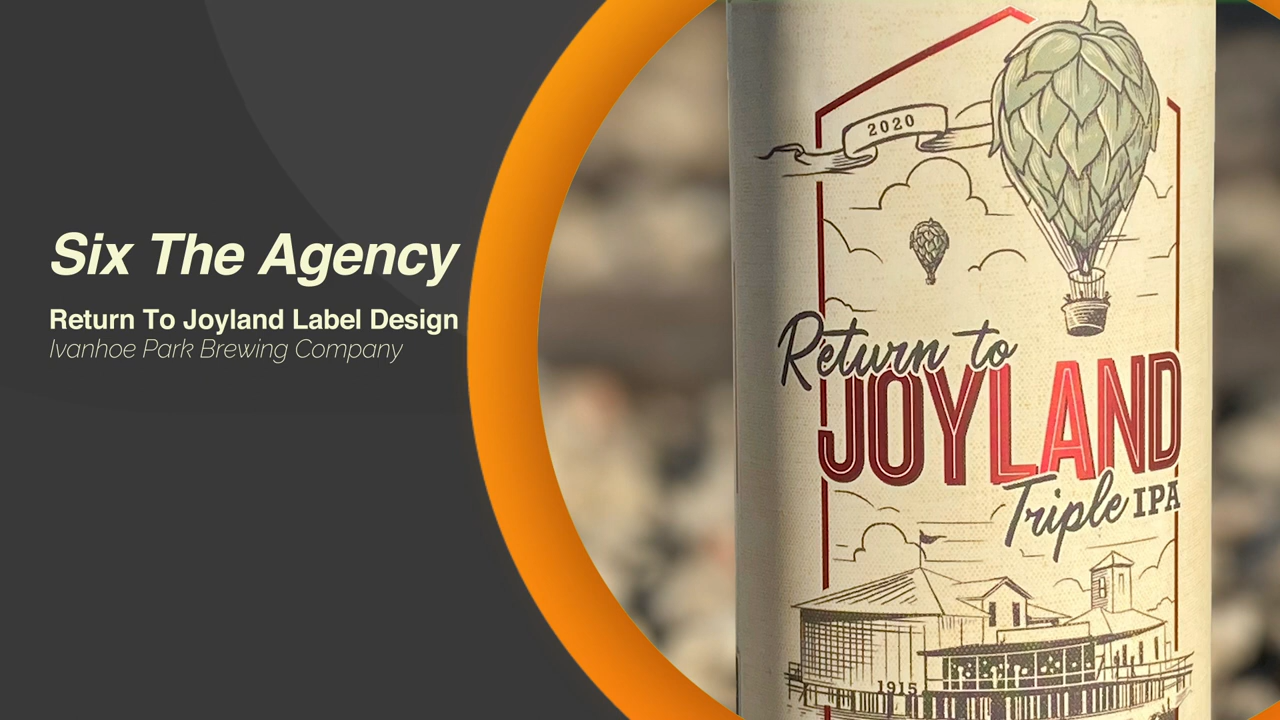 Six The Agency
Return To Joyland Label Design
Ivanhoe Park Brewing Company
2020
Return to
JOYLAND
Triple IPA
1915